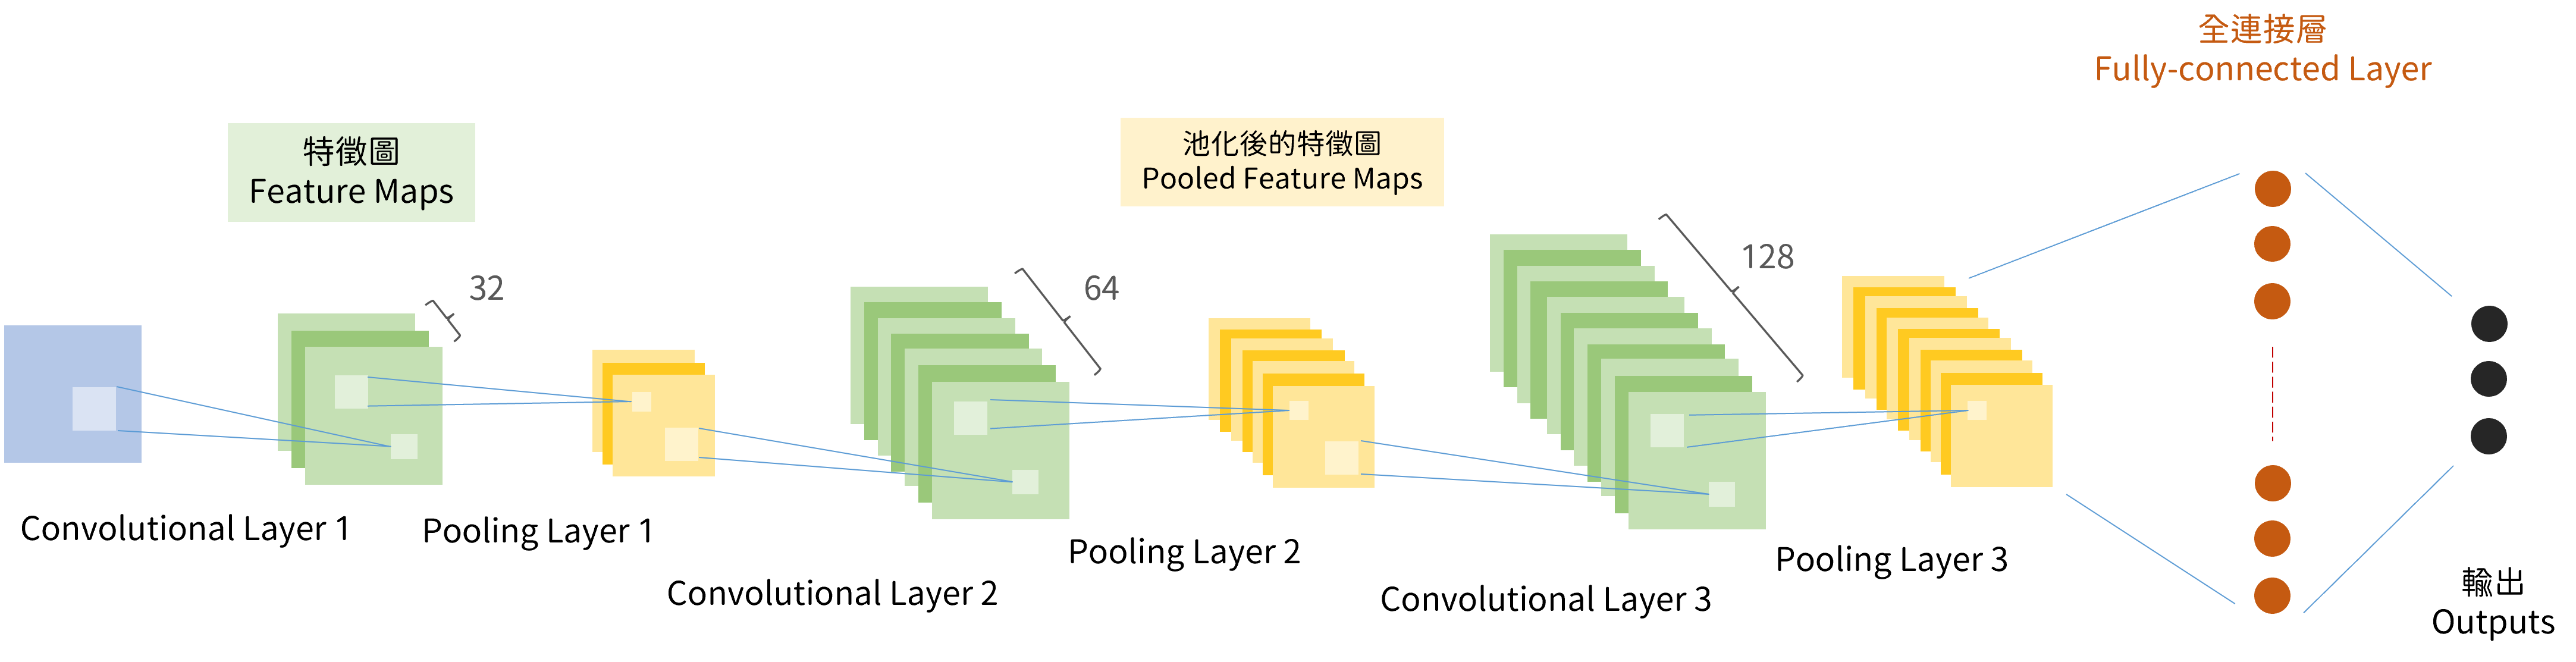 全連接層
Fully-connected Layer
特徵圖
Feature Maps
池化後的特徵圖
Pooled Feature Maps
32
64
128
Convolutional Layer 1
Pooling Layer 1
Convolutional Layer 2
Pooling Layer 2
Convolutional Layer 3
Pooling Layer 3
輸出
Outputs